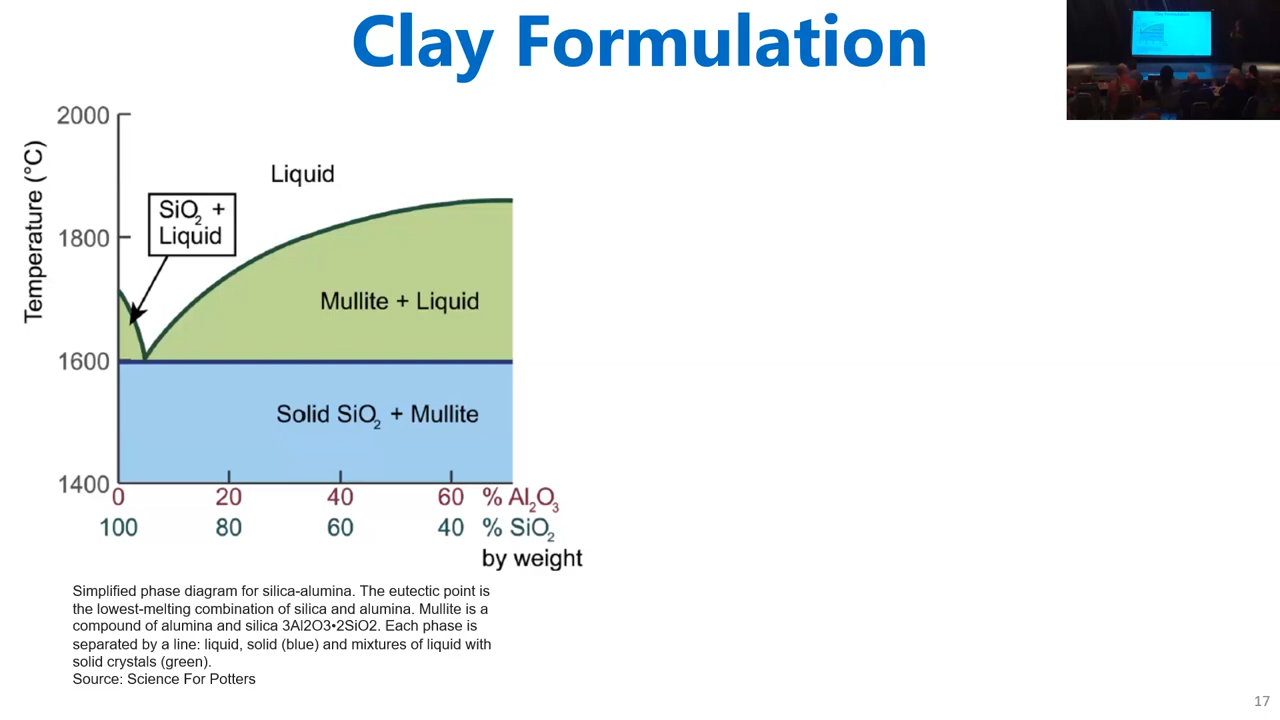 Clay Formulation
2000
1800
1600
1400
Temperature (°C)
Liquid
SiO₂ +
Liquid
Mullite + Liquid
Solid SiO₂ + Mullite
0 20 40 60 % Al₂O₃
100 80 60 40 % SiO₂
by weight
Simplified phase diagram for silica-alumina. The eutectic point is
the lowest-melting combination of silica and alumina. Mullite is a
compound of alumina and silica 3Al2O3•2SiO2. Each phase is
separated by a line: liquid, solid (blue) and mixtures of liquid with
solid crystals (green).
Source: Science For Potters
17